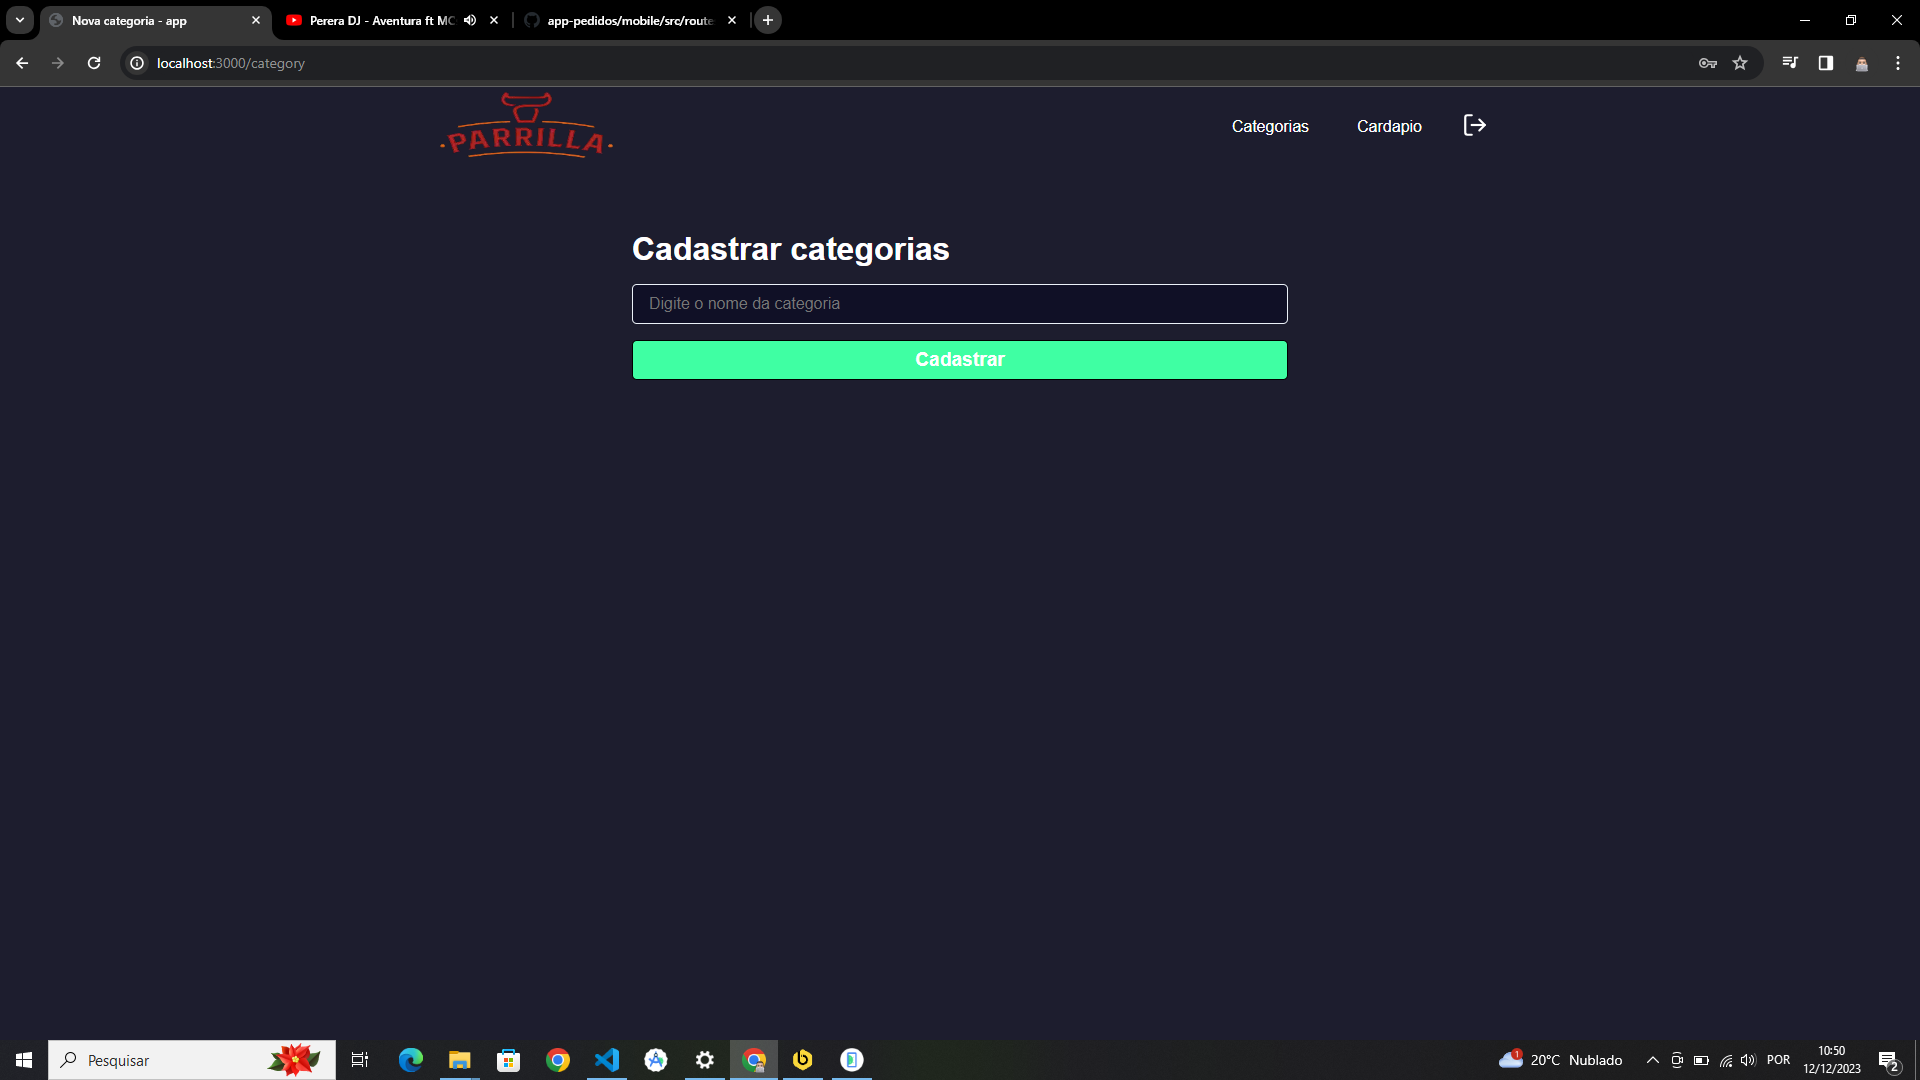 Nova categoria - app
Perera DJ - Aventura ft MC
app-pedidos/mobile/src/route
localhost:3000/category
PARRILLA
Categorias
Cardapio
Cadastrar categorias
Digite o nome da categoria
Cadastrar
Pesquisar
1
20°C Nublado
POR
10:50
12/12/2023
2